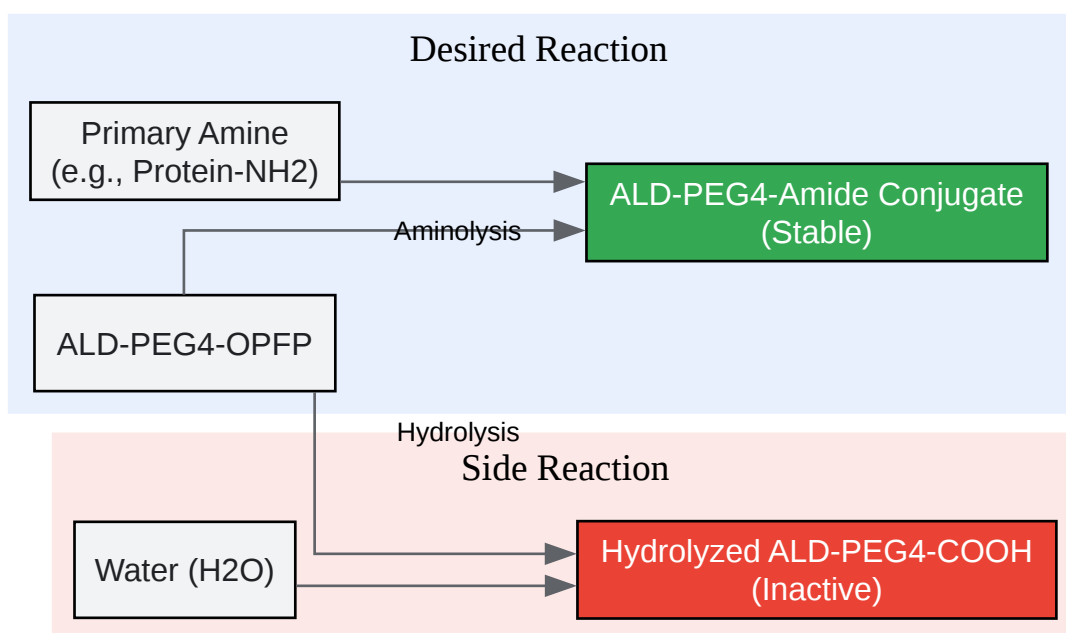 Desired Reaction
Primary Amine
(e.g., Protein-NH2)
ALD-PEG4-Amide Conjugate
(Stable)
Aminolysis
ALD-PEG4-OPFP
Hydrolysis
Side Reaction
Water (H2O)
Hydrolyzed ALD-PEG4-COOH
(Inactive)